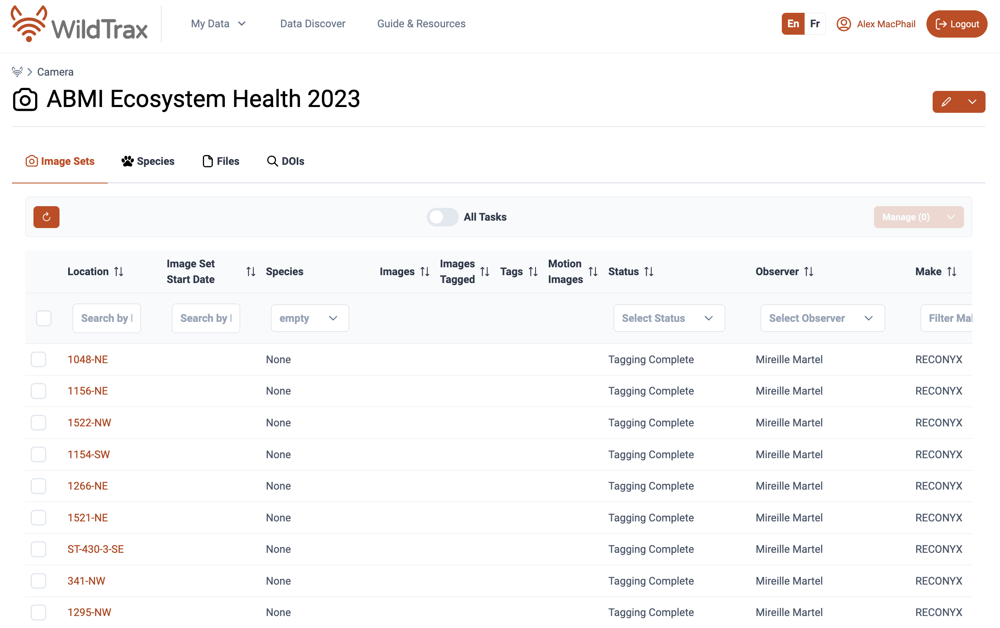 WildTrax
My Data
Data Discover
Guide & Resources
En
Fr
Alex MacPhail
Logout
Camera
ABMI Ecosystem Health 2023
Image Sets
Species
Files
DOIs
All Tasks
Manage (0)
Location
Image Set
Start Date
Species
Images
Images
Tagged
Tags
Motion
Images
Status
Observer
Make
Search by
Search by
empty
Select Status
Select Observer
Filter
1048-NE None Tagging Complete Mireille Martel RECONYX
1156-NE None Tagging Complete Mireille Martel RECONYX
1522-NW None Tagging Complete Mireille Martel RECONYX
1154-SW None Tagging Complete Mireille Martel RECONYX
1266-NE None Tagging Complete Mireille Martel RECONYX
1521-NE None Tagging Complete Mireille Martel RECONYX
ST-430-3-SE None Tagging Complete Mireille Martel RECONYX
341-NW None Tagging Complete Mireille Martel RECONYX
1295-NW None Tagging Complete Mireille Martel RECONYX